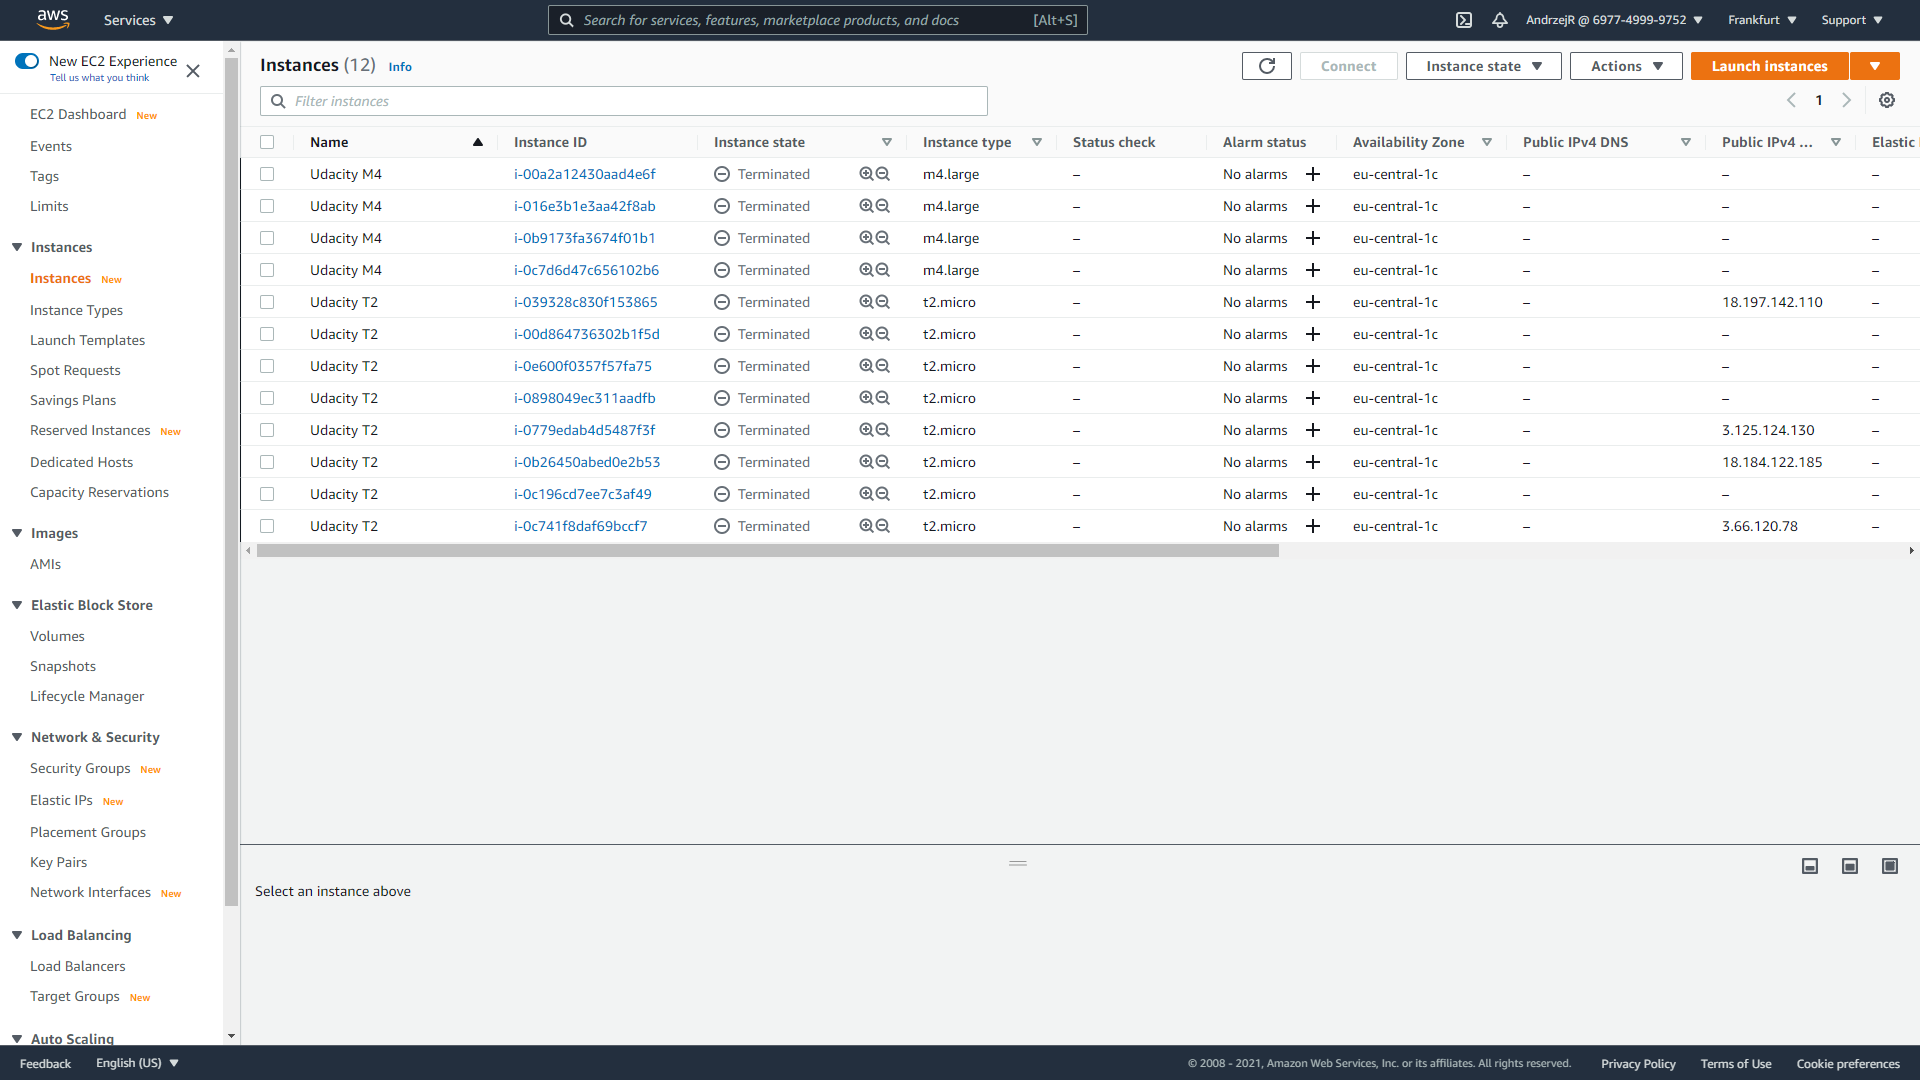 aws
Services
Search for services, features, marketplace products, and docs [Alt+S]
AndrzejR @ 6977-4999-9752
Frankfurt
Support
New EC2 Experience
Tell us what you think
EC2 Dashboard New
Events
Tags
Limits
Instances
Instances New
Instance Types
Launch Templates
Spot Requests
Savings Plans
Reserved Instances New
Dedicated Hosts
Capacity Reservations
Images
AMIs
Elastic Block Store
Volumes
Snapshots
Lifecycle Manager
Network & Security
Security Groups New
Elastic IPs New
Placement Groups
Key Pairs
Network Interfaces New
Load Balancing
Load Balancers
Target Groups New
Auto Scaling
Instances (12) Info
Connect
Instance state
Actions
Launch instances
Filter instances
1
Name Instance ID Instance state Instance type Status check Alarm status Availability Zone Public IPv4 DNS Public IPv4 ... Elastic
Udacity M4 i-00a2a12430aad4e6f Terminated m4.large – No alarms + eu-central-1c – – –
Udacity M4 i-016e3b1e3aa42f8ab Terminated m4.large – No alarms + eu-central-1c – – –
Udacity M4 i-0b9173fa3674f01b1 Terminated m4.large – No alarms + eu-central-1c – – –
Udacity M4 i-0c7d6d47c656102b6 Terminated m4.large – No alarms + eu-central-1c – – –
Udacity T2 i-039328c830f153865 Terminated t2.micro – No alarms + eu-central-1c – 18.197.142.110 –
Udacity T2 i-00d864736302b1f5d Terminated t2.micro – No alarms + eu-central-1c – – –
Udacity T2 i-0e600f0357f57fa75 Terminated t2.micro – No alarms + eu-central-1c – – –
Udacity T2 i-0898049ec311aadfb Terminated t2.micro – No alarms + eu-central-1c – – –
Udacity T2 i-0779edab4d5487f3f Terminated t2.micro – No alarms + eu-central-1c – 3.125.124.130 –
Udacity T2 i-0b26450abed0e2b53 Terminated t2.micro – No alarms + eu-central-1c – 18.184.122.185 –
Udacity T2 i-0c196cd7ee7c3af49 Terminated t2.micro – No alarms + eu-central-1c – – –
Udacity T2 i-0c741f8daf69bccf7 Terminated t2.micro – No alarms + eu-central-1c – 3.66.120.78 –
Select an instance above
Feedback
English (US)
© 2008 - 2021, Amazon Web Services, Inc. or its affiliates. All rights reserved.
Privacy Policy
Terms of Use
Cookie preferences